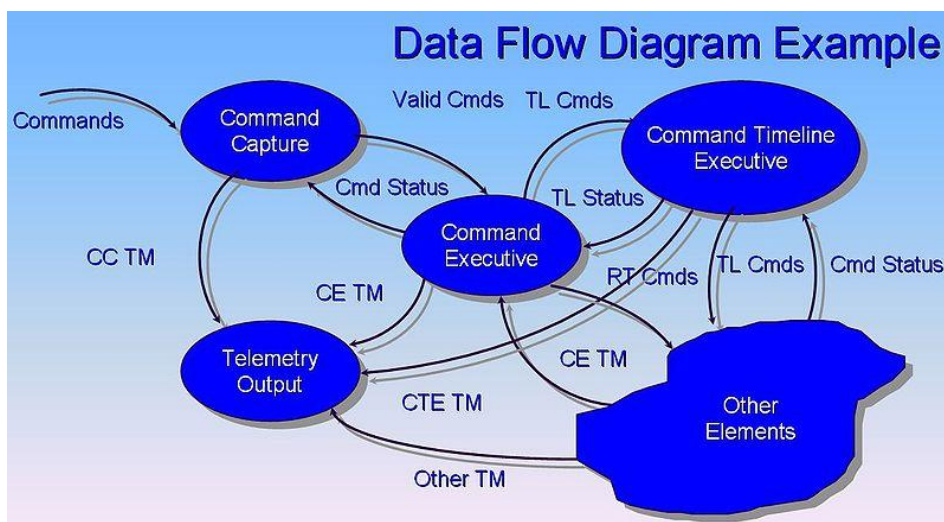 Data Flow Diagram Example
Commands
Command
Capture
Valid Cmds
TL Cmds
Command Timeline
Executive
Cmd Status
TL Status
Command
Executive
CC TM
RT Cmds
TL Cmds
Cmd Status
CE TM
Telemetry
Output
CE TM
CTE TM
Other
Elements
Other TM